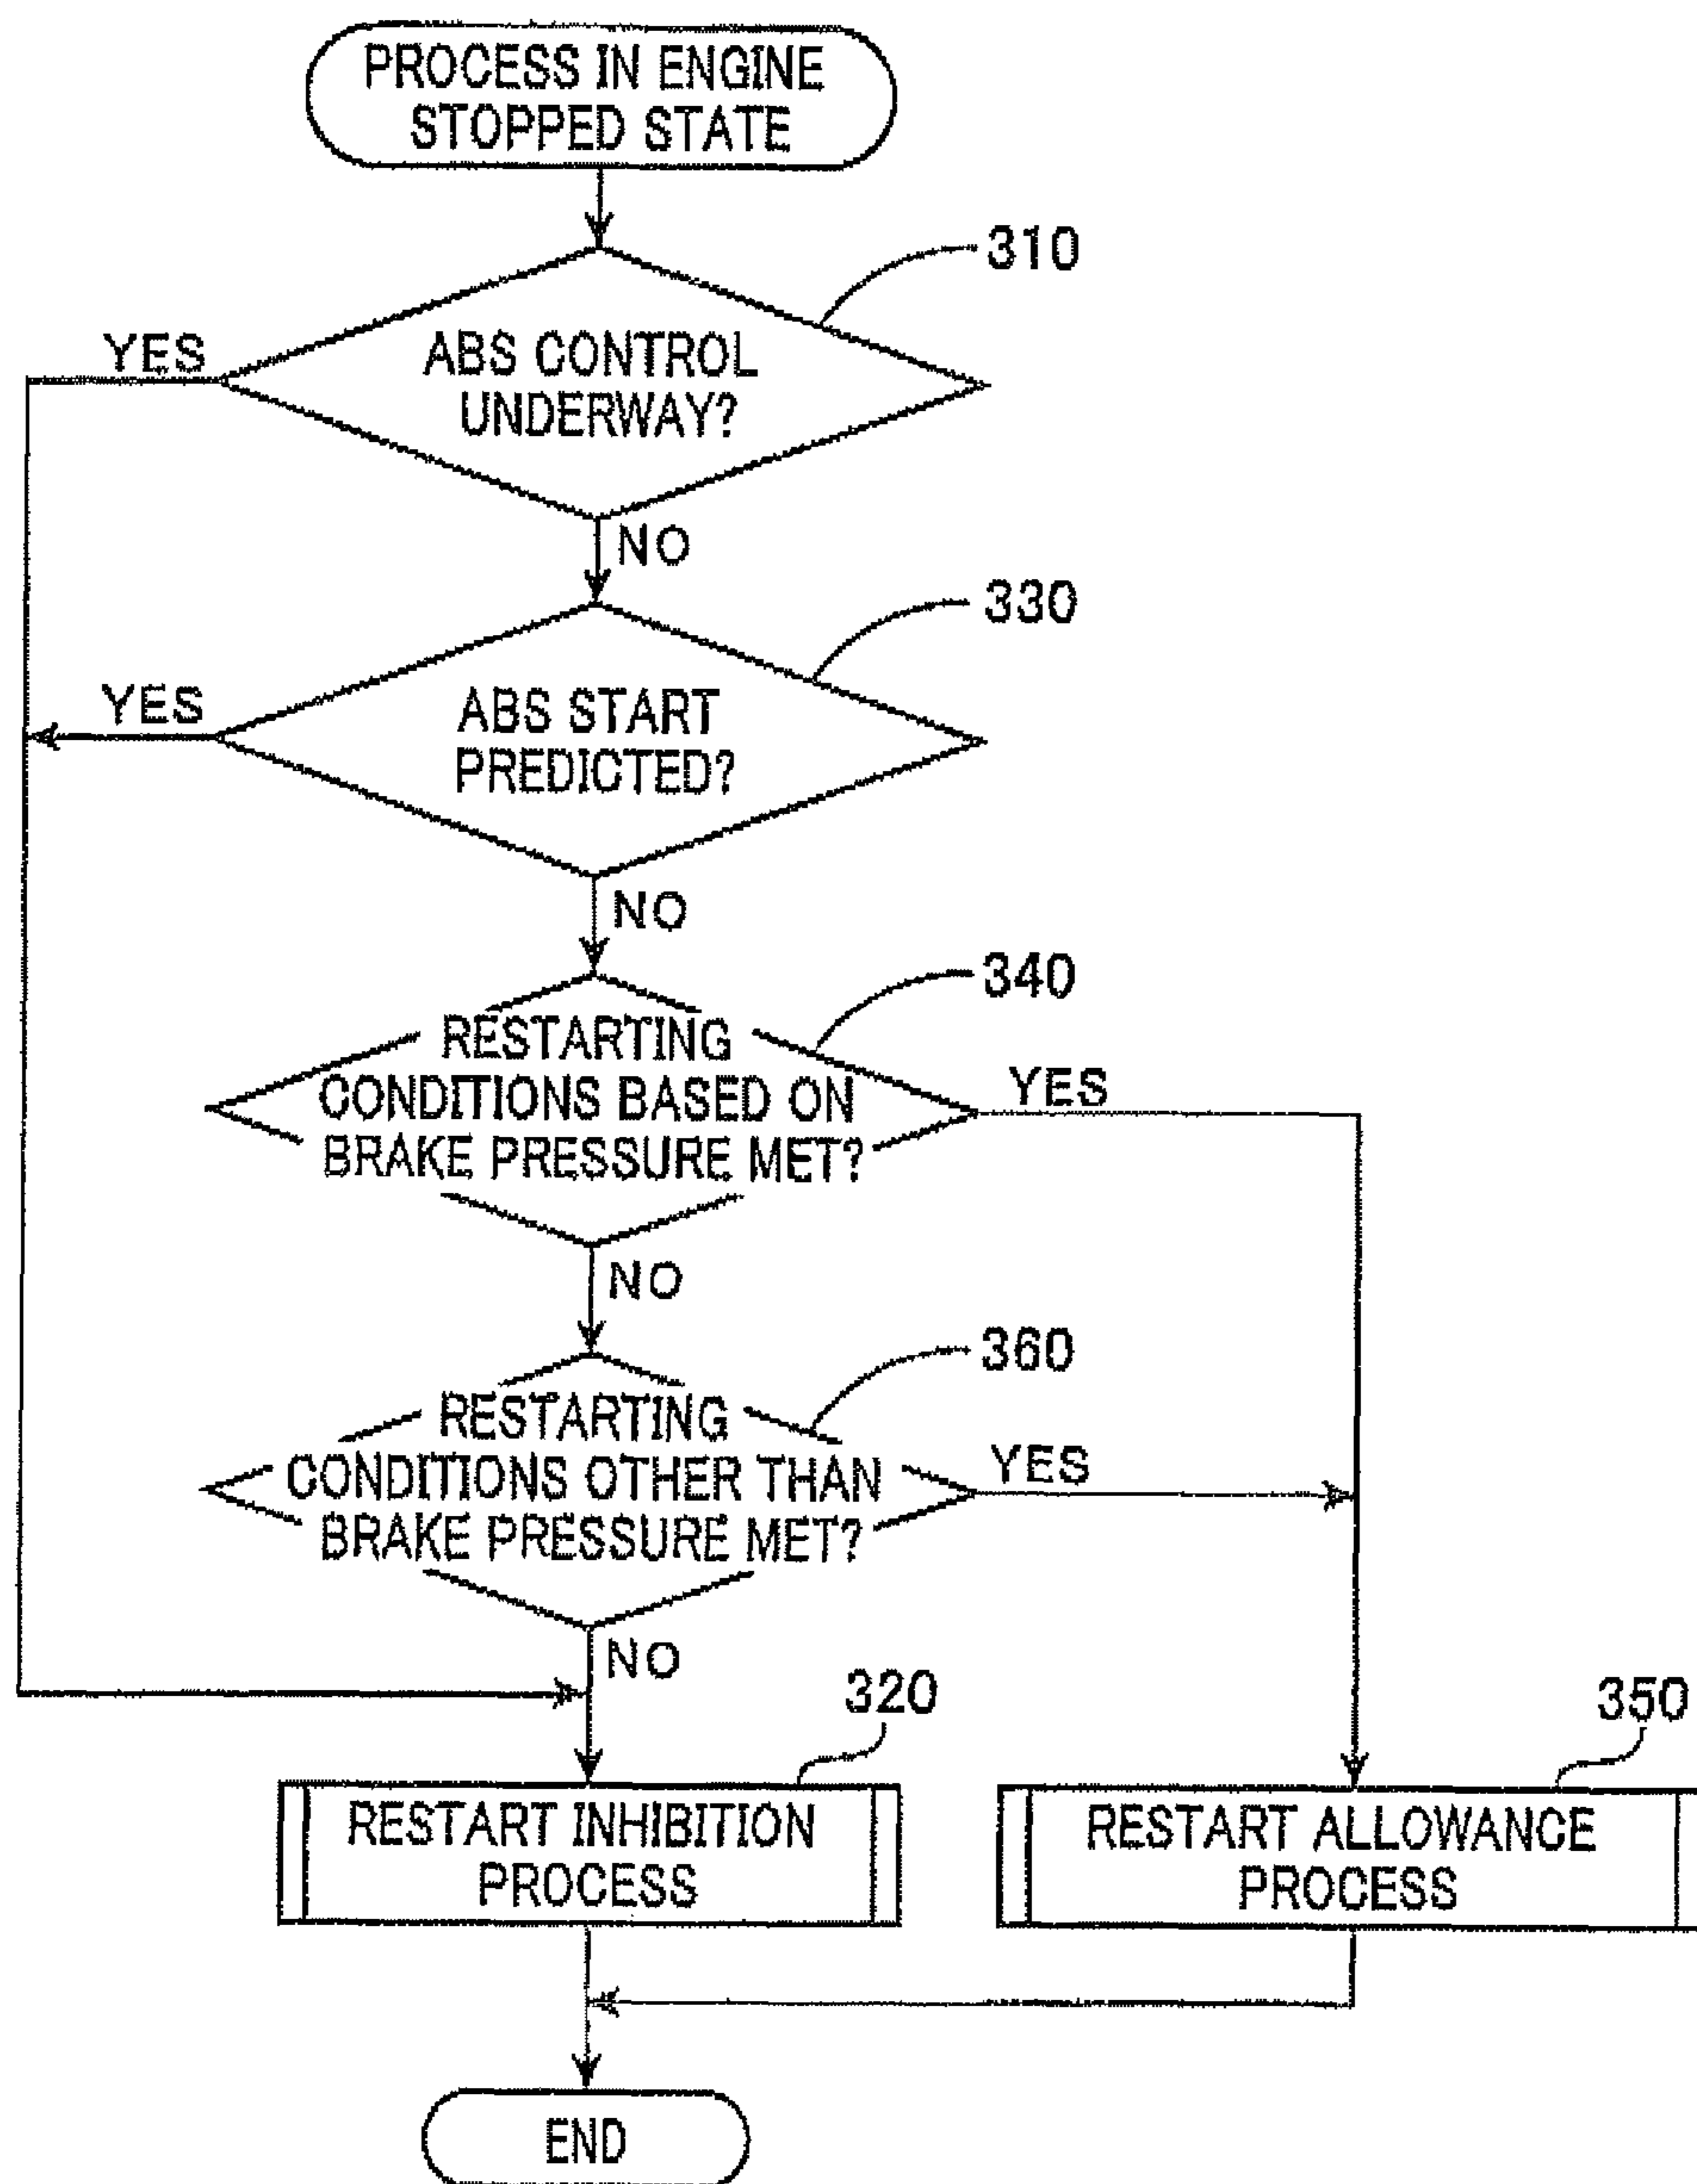 PROCESS IN ENGINE
STOPPED STATE
310
YES
ABS CONTROL
UNDERWAY?
NO
330
YES
ABS START
PREDICTED?
NO
340
RESTARTING
CONDITIONS BASED ON
BRAKE PRESSURE MET?
YES
NO
360
RESTARTING
CONDITIONS OTHER THAN
BRAKE PRESSURE MET?
YES
NO
320
350
RESTART INHIBITION
PROCESS
RESTART ALLOWANCE
PROCESS
END